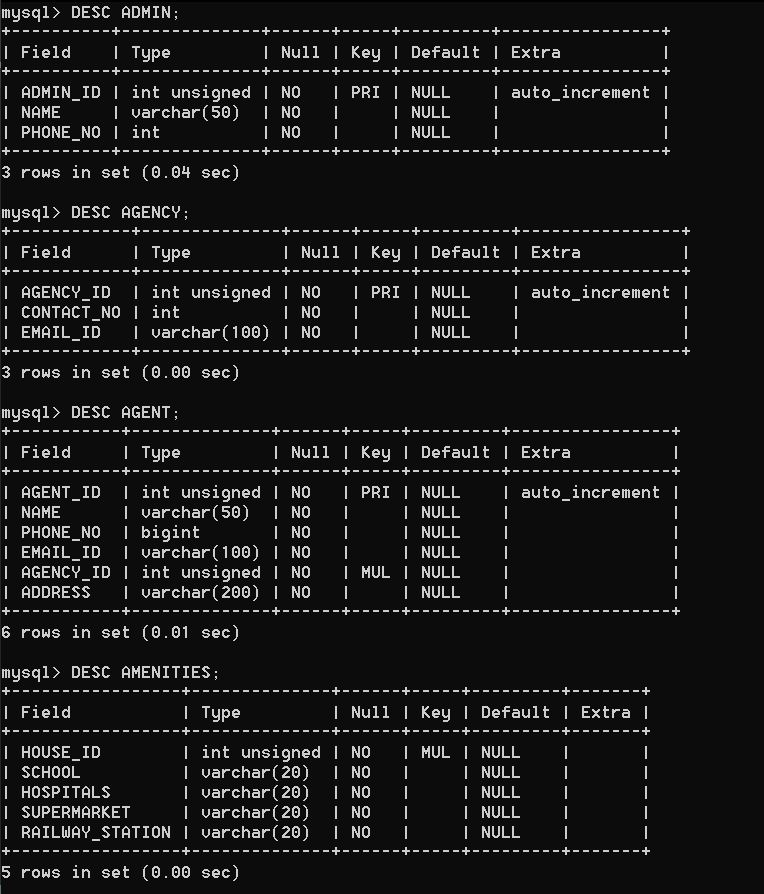 mysql> DESC ADMIN;
+----------+--------------+------+-----+---------+----------------+
| Field    | Type         | Null | Key | Default | Extra          |
+----------+--------------+------+-----+---------+----------------+
| ADMIN_ID | int unsigned | NO   | PRI | NULL    | auto_increment |
| NAME     | varchar(50)  | NO   |     | NULL    |                |
| PHONE_NO | int          | NO   |     | NULL    |                |
+----------+--------------+------+-----+---------+----------------+
3 rows in set (0.04 sec)

mysql> DESC AGENCY;
+------------+--------------+------+-----+---------+----------------+
| Field      | Type         | Null | Key | Default | Extra          |
+------------+--------------+------+-----+---------+----------------+
| AGENCY_ID  | int unsigned | NO   | PRI | NULL    | auto_increment |
| CONTACT_NO | int          | NO   |     | NULL    |                |
| EMAIL_ID   | varchar(100) | NO   |     | NULL    |                |
+------------+--------------+------+-----+---------+----------------+
3 rows in set (0.00 sec)

mysql> DESC AGENT;
+-----------+--------------+------+-----+---------+----------------+
| Field     | Type         | Null | Key | Default | Extra          |
+-----------+--------------+------+-----+---------+----------------+
| AGENT_ID  | int unsigned | NO   | PRI | NULL    | auto_increment |
| NAME      | varchar(50)  | NO   |     | NULL    |                |
| PHONE_NO  | bigint       | NO   |     | NULL    |                |
| EMAIL_ID  | varchar(100) | NO   |     | NULL    |                |
| AGENCY_ID | int unsigned | NO   | MUL | NULL    |                |
| ADDRESS   | varchar(200) | NO   |     | NULL    |                |
+-----------+--------------+------+-----+---------+----------------+
6 rows in set (0.01 sec)

mysql> DESC AMENITIES;
+-----------------+--------------+------+-----+---------+-------+
| Field           | Type         | Null | Key | Default | Extra |
+-----------------+--------------+------+-----+---------+-------+
| HOUSE_ID        | int unsigned | NO   | MUL | NULL    |       |
| SCHOOL          | varchar(20)  | NO   |     | NULL    |       |
| HOSPITALS       | varchar(20)  | NO   |     | NULL    |       |
| SUPERMARKET     | varchar(20)  | NO   |     | NULL    |       |
| RAILWAY_STATION | varchar(20)  | NO   |     | NULL    |       |
+-----------------+--------------+------+-----+---------+-------+
5 rows in set (0.00 sec)